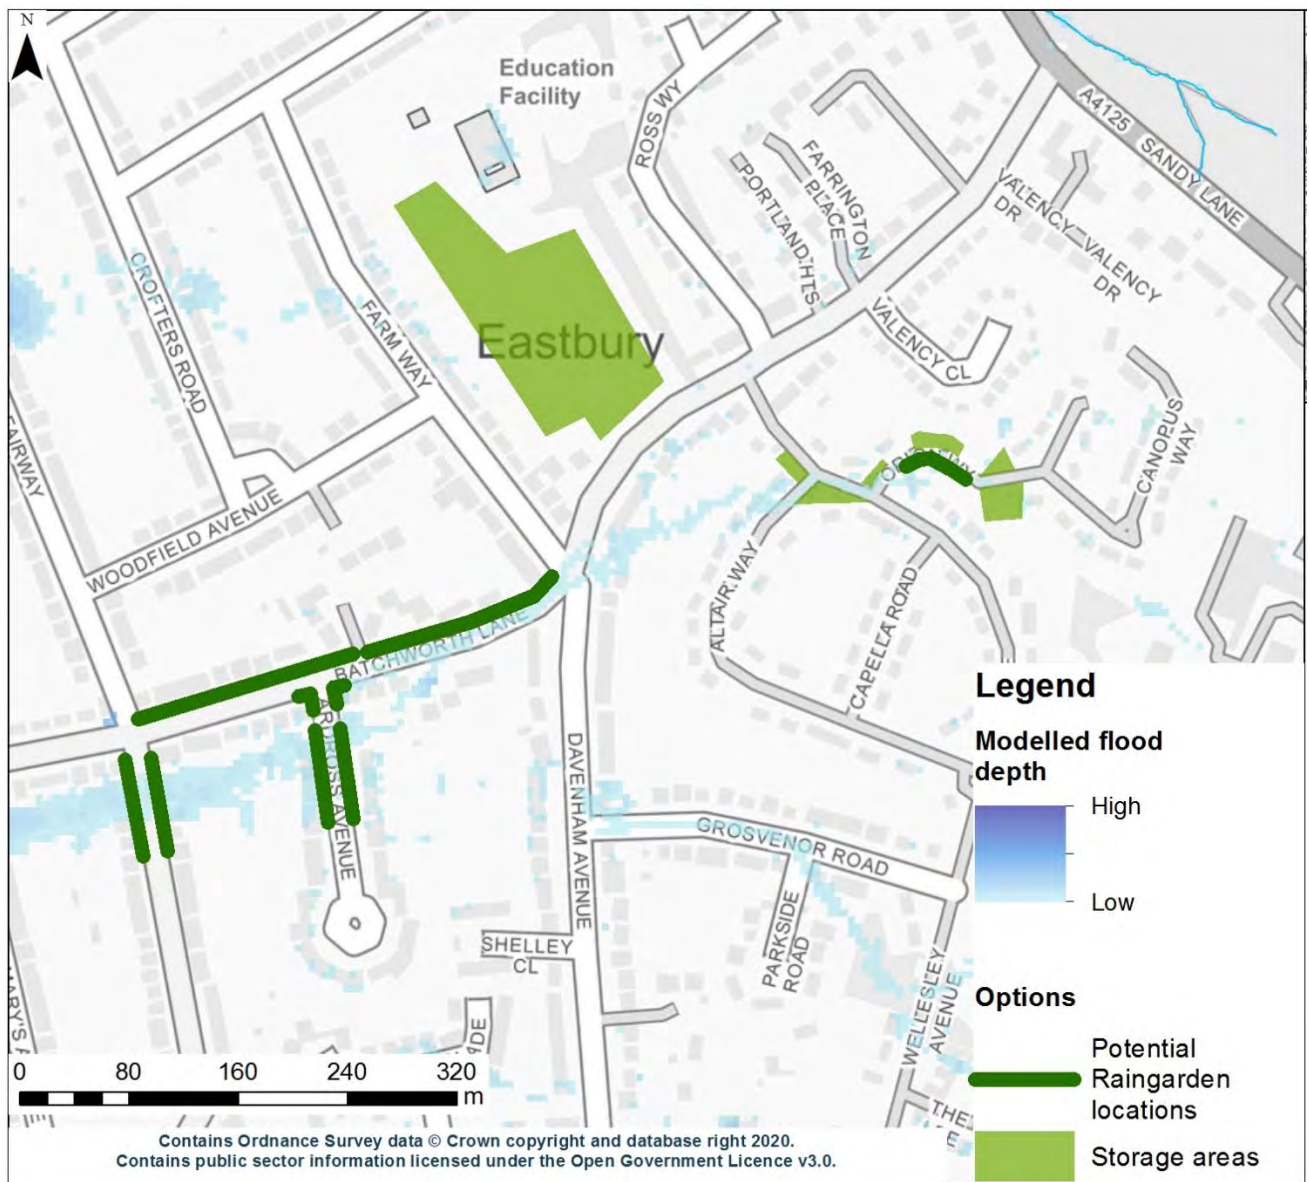 N
Education
Facility
ROSS WY
A4125
SANDY LANE
FARRINGTON
PLACE
PORTLAND HTS
VALENCY
DR
VALENCY
DR
CROFTERS ROAD
FARM WAY
Eastbury
VALENCY CL
CANOPUS
WAY
FAIRWAY
WOODFIELD AVENUE
ALTAIR WAY
CAPELLA ROAD
BATCHWORTH LANE
ARDROSS AVENUE
DAVENHAM AVENUE
GROSVENOR ROAD
PARKSIDE
ROAD
SHELLEY
CL
WELLESLEY
AVENUE
MARY'S A
ADE
THE
E
Legend
Modelled flood
depth
High
Low
Options
Potential
Raingarden
locations
Storage areas
0 80 160 240 320
m
Contains Ordnance Survey data © Crown copyright and database right 2020.
Contains public sector information licensed under the Open Government Licence v3.0.